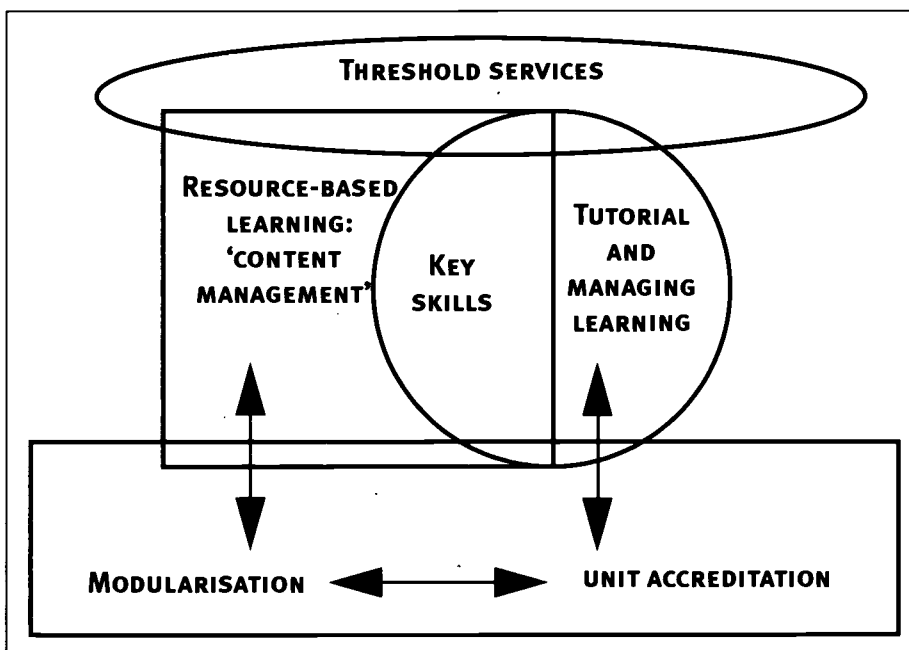 THRESHOLD SERVICES
RESOURCE-BASED
LEARNING:
‘CONTENT
MANAGEMENT’
KEY
SKILLS
TUTORIAL
AND
MANAGING
LEARNING
MODULARISATION
UNIT ACCREDITATION